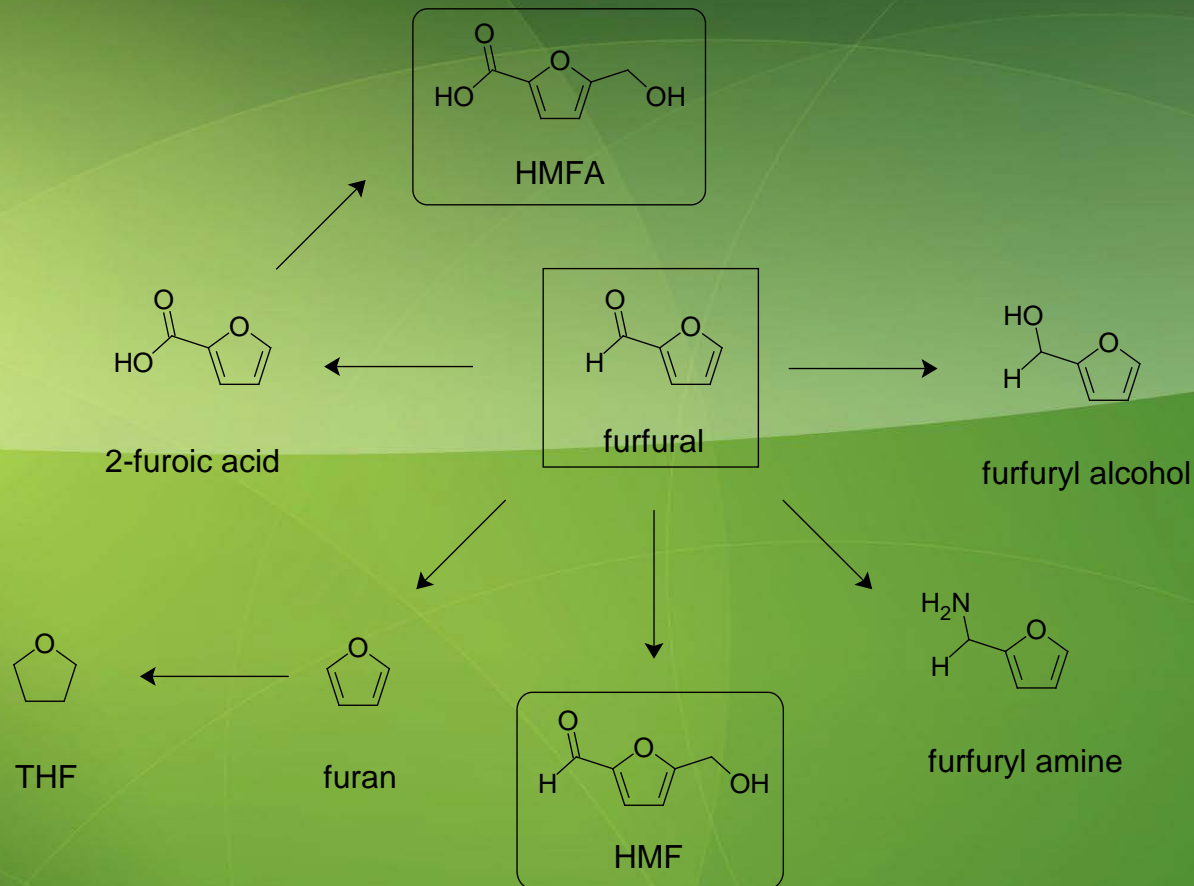 O
O
HO
OH
HMFA
O
O
HO
2-furoic acid
O
O
H
furfural
HO
O
H
furfuryl alcohol
O
THF
O
furan
O
O
H
OH
HMF
H2N
O
H
furfuryl amine